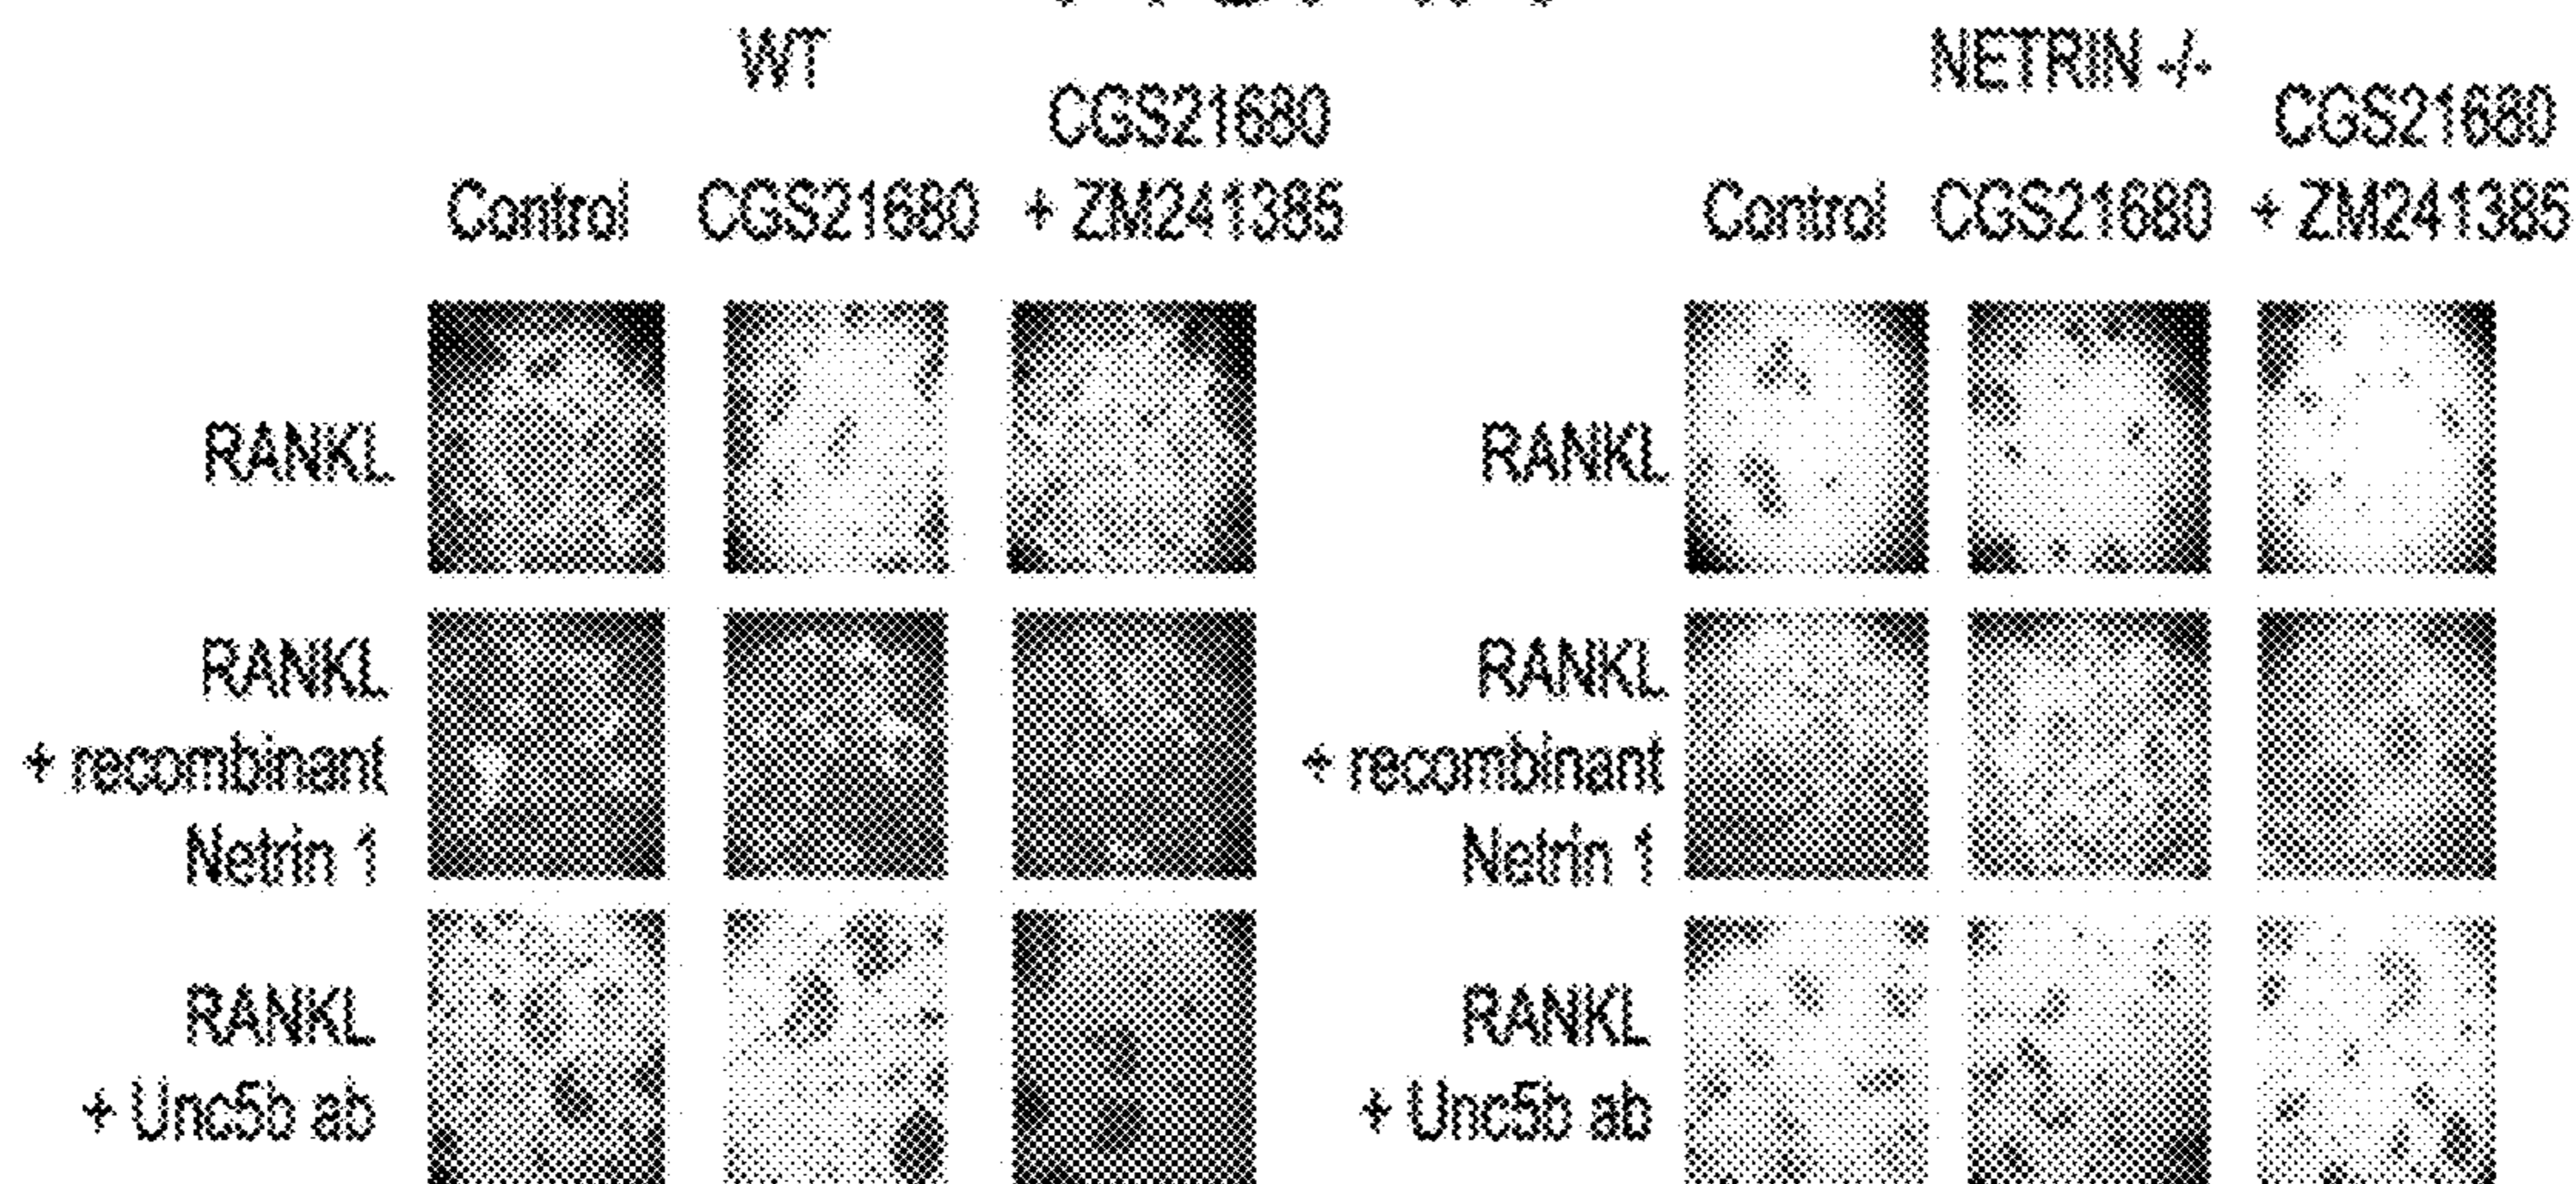 WT
NETRIN -/-
CGS21680
CGS21680
Control CGS21680 + ZM241385
Control CGS21680 + ZM241385
RANKL
RANKL
RANKL
+ recombinant
Netrin 1
RANKL
+ recombinant
Netrin 1
RANKL
+ Unc5b ab
RANKL
+ Unc5b ab